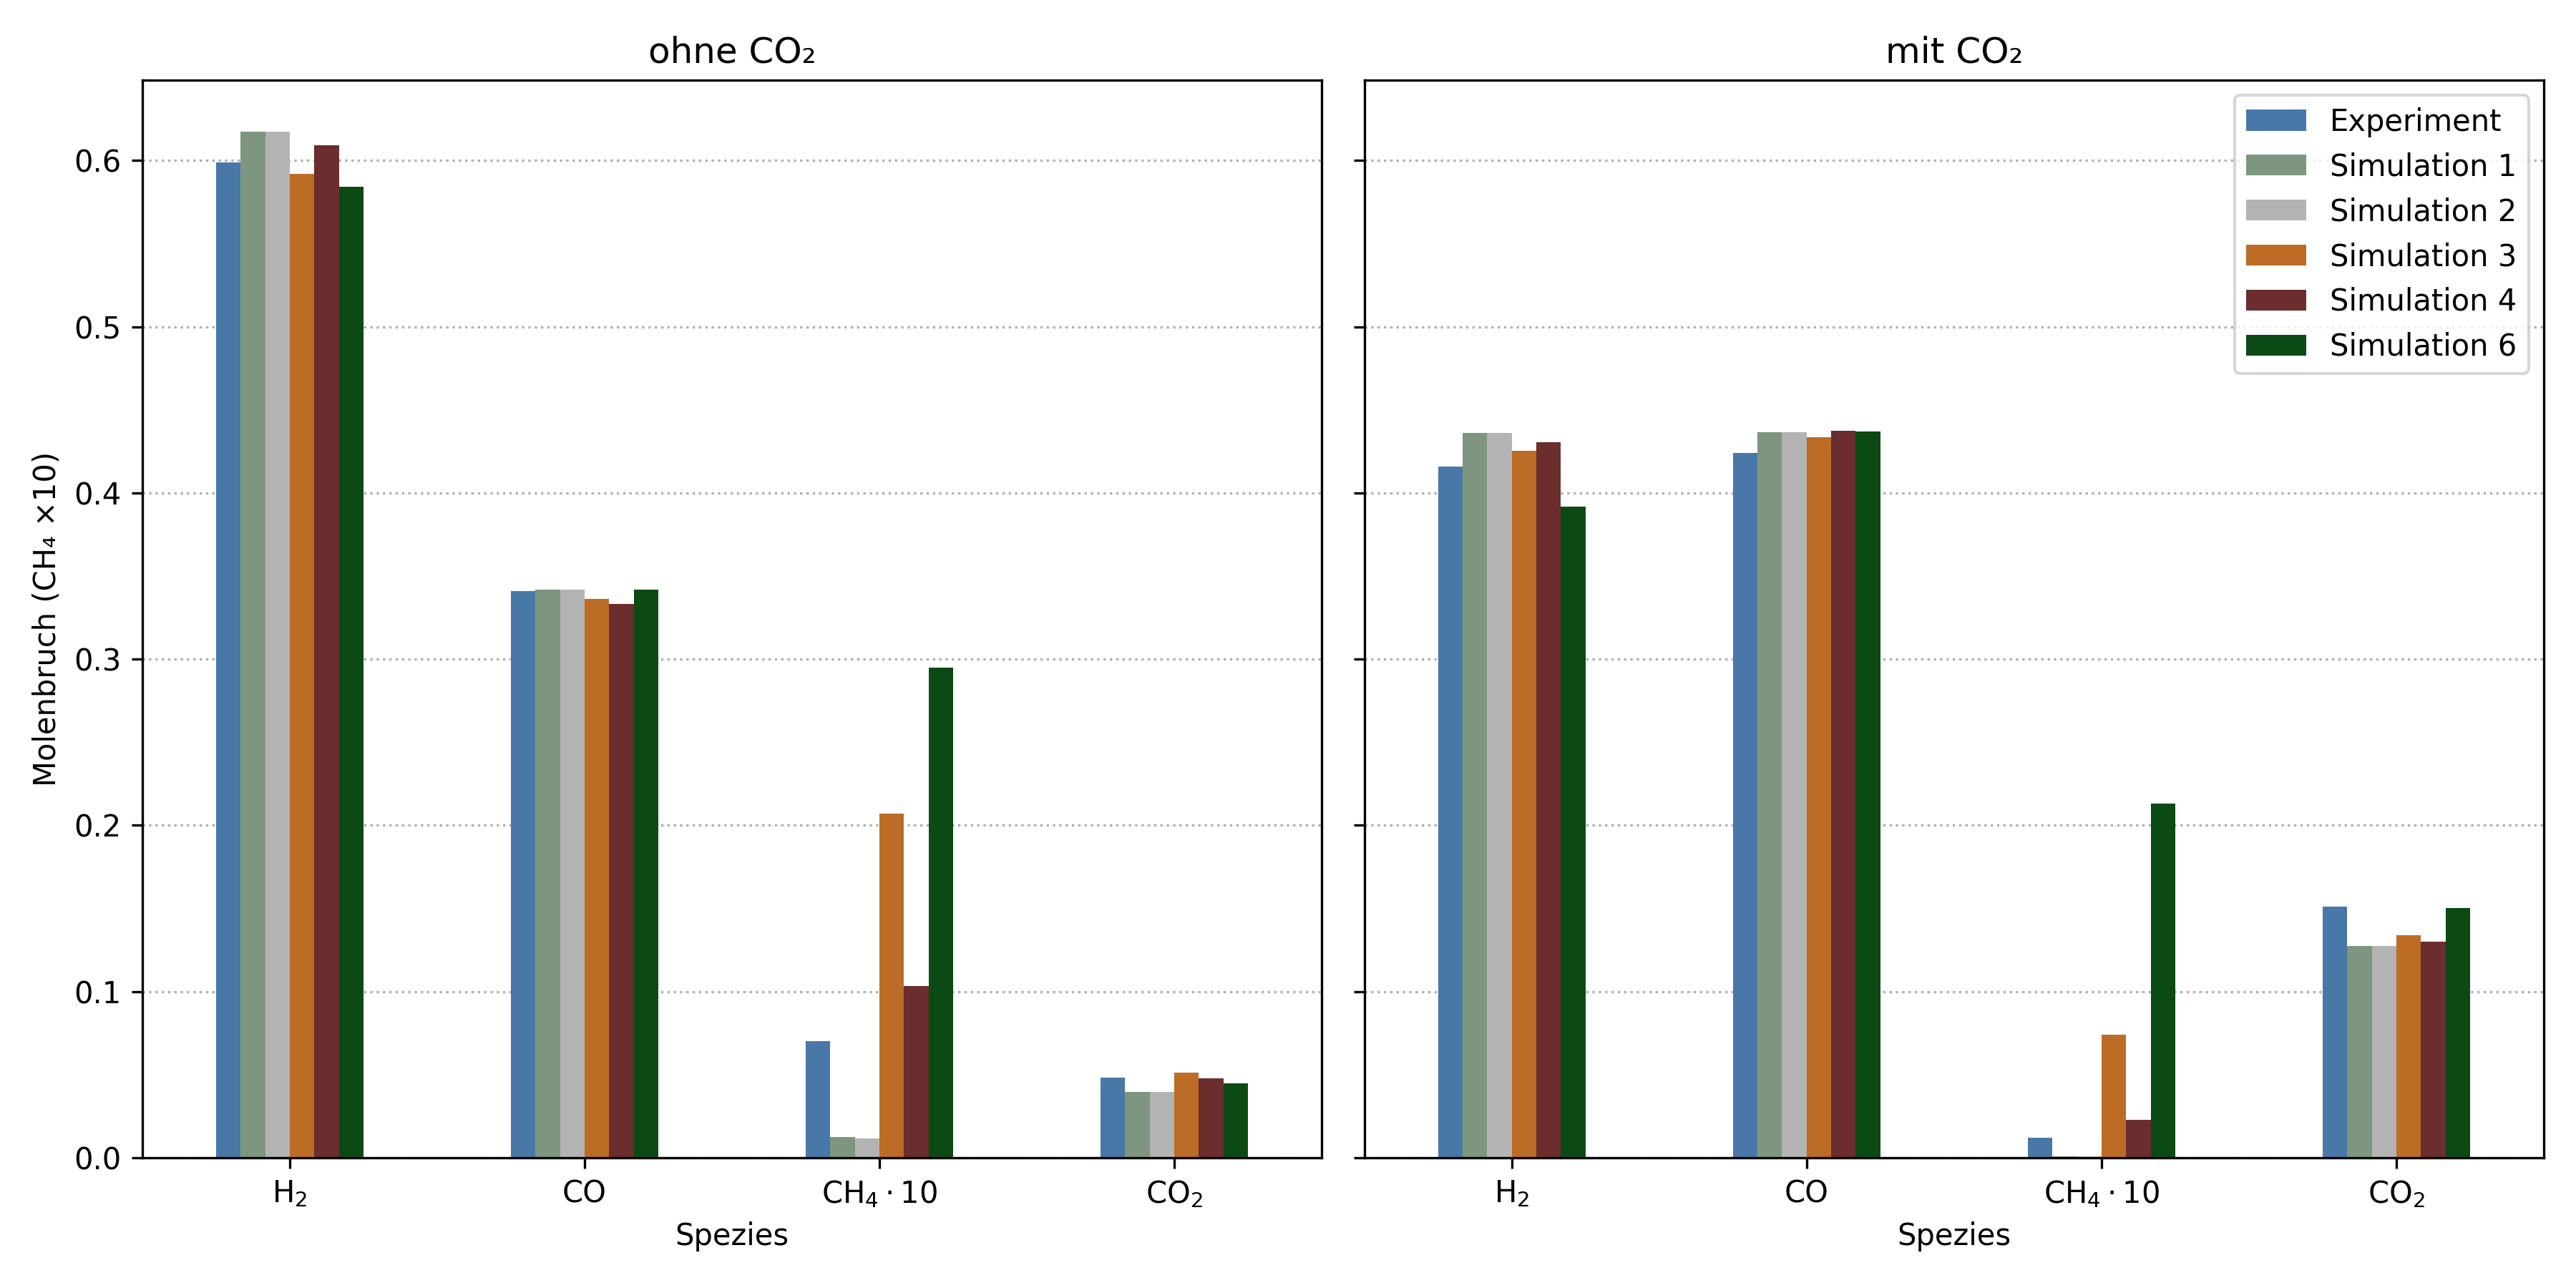 ohne CO₂
mit CO₂
Molenbruch (CH₄ ×10)
0.6
0.5
0.4
0.3
0.2
0.1
0.0
H₂ CO CH₄ · 10 CO₂
Spezies
Experiment
Simulation 1
Simulation 2
Simulation 3
Simulation 4
Simulation 6
H₂ CO CH₄ · 10 CO₂
Spezies